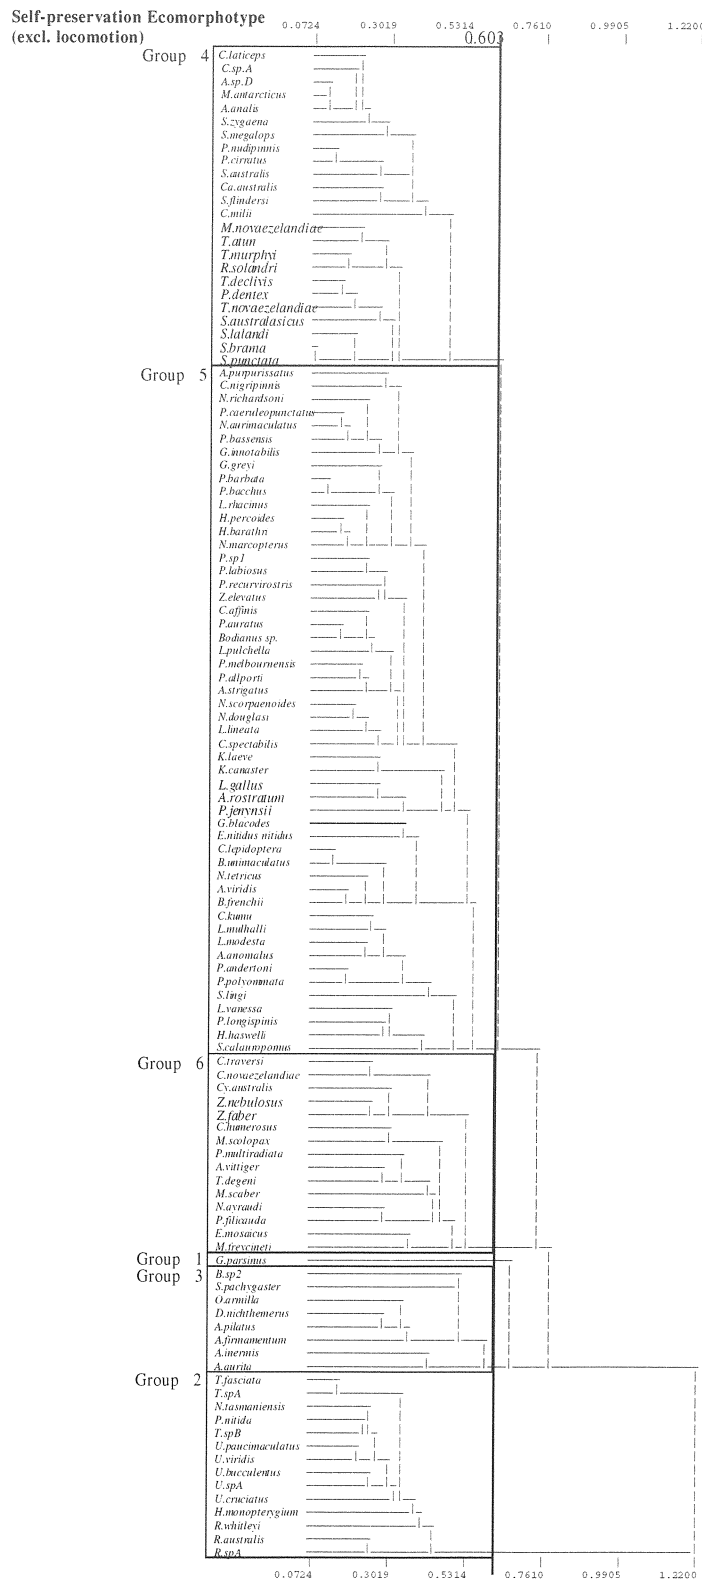 Self-preservation Ecomorphotype
(excl. locomotion)
0.0724 0.3019 0.5314 0.7610 0.9905 1.2200
0.603
Group 4
C.laticeps
C.sp.A
A.sp.D
M.antarcticus
A.analis
S.zygaena
S.megalops
P.nudipinnis
P.cirratus
S.australis
Ca.australis
S.flindersi
C.milii
M.novaezelandiae
T.atun
T.murphyi
R.solandri
T.declivis
P.dentex
T.novaezelandiae
S.australasicus
S.lalandi
S.brama
S.punctata
Group 5
A.purpurissatus
C.nigripinnis
N.richardsoni
P.caeruleopunctatus
N.aurimaculatus
P.bassensis
G.innotabilis
G.greyi
P.barbata
P.bacchus
L.rhacinus
H.percoides
H.barathri
N.marcopterus
P.sp1
P.labiosus
P.recurvirostris
Z.elevatus
C.affinis
P.auratus
Bodianus sp.
L.pulchella
P.melbournensis
P.allporti
A.strigatus
N.scorpaenoides
N.douglasi
L.lineata
C.spectabilis
K.laeve
K.canaster
L.gallus
A.rostratum
P.jenynsii
G.blacodes
E.nitidus nitidus
C.lepidoptera
B.unimaculatus
N.tetricus
A.viridis
B.frenchii
C.kumu
L.mulhalli
L.modesta
A.anomalus
P.andertoni
P.polyommata
S.lingi
L.vanessa
P.longispinis
H.haswelli
S.calauropomus
Group 6
C.traversi
C.novaezelandiae
Cy.australis
Z.nebulosus
Z.faber
C.humerosus
M.scolopax
P.multiradiata
A.vittiger
T.degeni
M.scaber
N.ayraudi
P.filicauda
E.mosaicus
M.freycineti
Group 1
G.parsinus
Group 3
B.sp2
S.pachygaster
O.armilla
D.nichthemerus
A.pilatus
A.firmamentum
A.inermis
A.aurita
Group 2
T.fasciata
T.spA
N.tasmaniensis
P.nitida
T.spB
U.paucimaculatus
U.viridis
U.bucculentus
U.spA
U.cruciatus
H.monopterygium
R.whitleyi
R.australis
R.spA
0.0724 0.3019 0.5314 0.7610 0.9905 1.2200